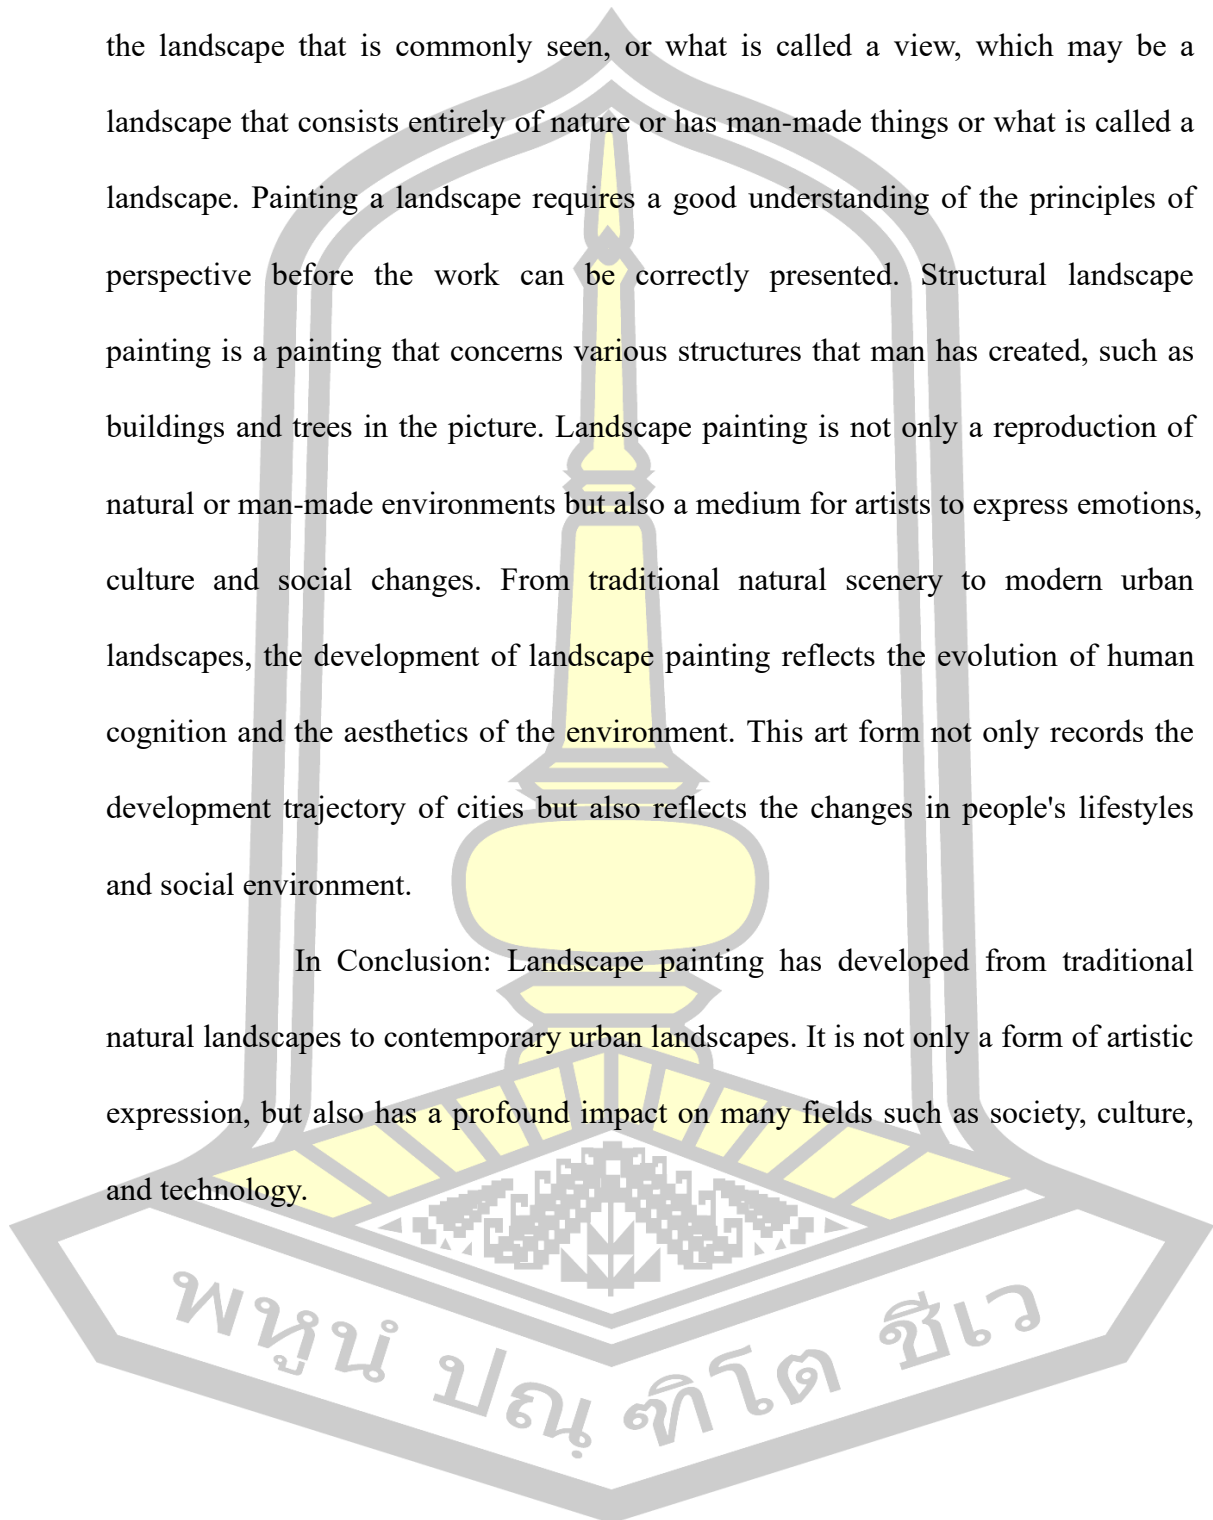 the landscape that is commonly seen, or what is called a view, which may be a
landscape that consists entirely of nature or has man-made things or what is called a
landscape. Painting a landscape requires a good understanding of the principles of
perspective before the work can be correctly presented. Structural landscape
painting is a painting that concerns various structures that man has created, such as
buildings and trees in the picture. Landscape painting is not only a reproduction of
natural or man-made environments but also a medium for artists to express emotions,
culture and social changes. From traditional natural scenery to modern urban
landscapes, the development of landscape painting reflects the evolution of human
cognition and the aesthetics of the environment. This art form not only records the
development trajectory of cities but also reflects the changes in people's lifestyles
and social environment.
In Conclusion: Landscape painting has developed from traditional
natural landscapes to contemporary urban landscapes. It is not only a form of artistic
expression, but also has a profound impact on many fields such as society, culture,
and technology.
พหูนํ ปณฺ ฑิโต ชีเว